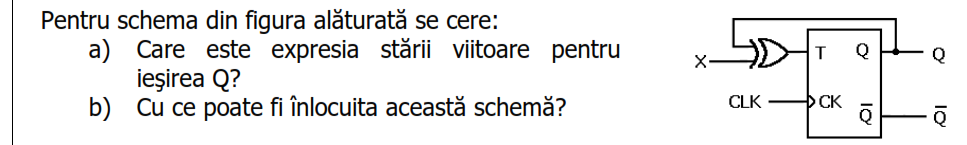 Pentru schema din figura alăturată se cere:
a) Care este expresia stării viitoare pentru
ieşirea Q?
b) Cu ce poate fi înlocuita această schemă?
X
T
Q
Q
CLK
CK
Q̅
Q̅